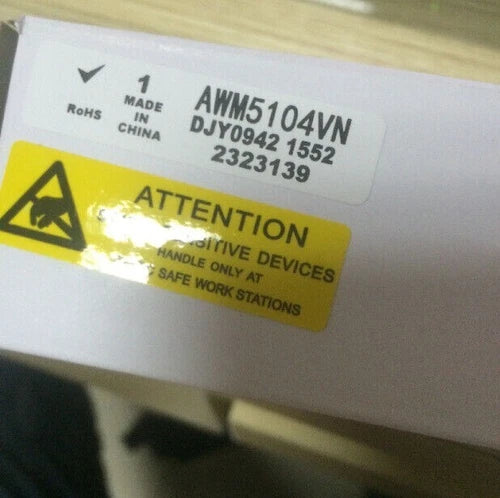 1
RoHS
MADE
IN
CHINA
AWM5104VN
DJY0942 1552
2323139
ATTENTION
SITIVE DEVICES
HANDLE ONLY AT
SAFE WORK STATIONS